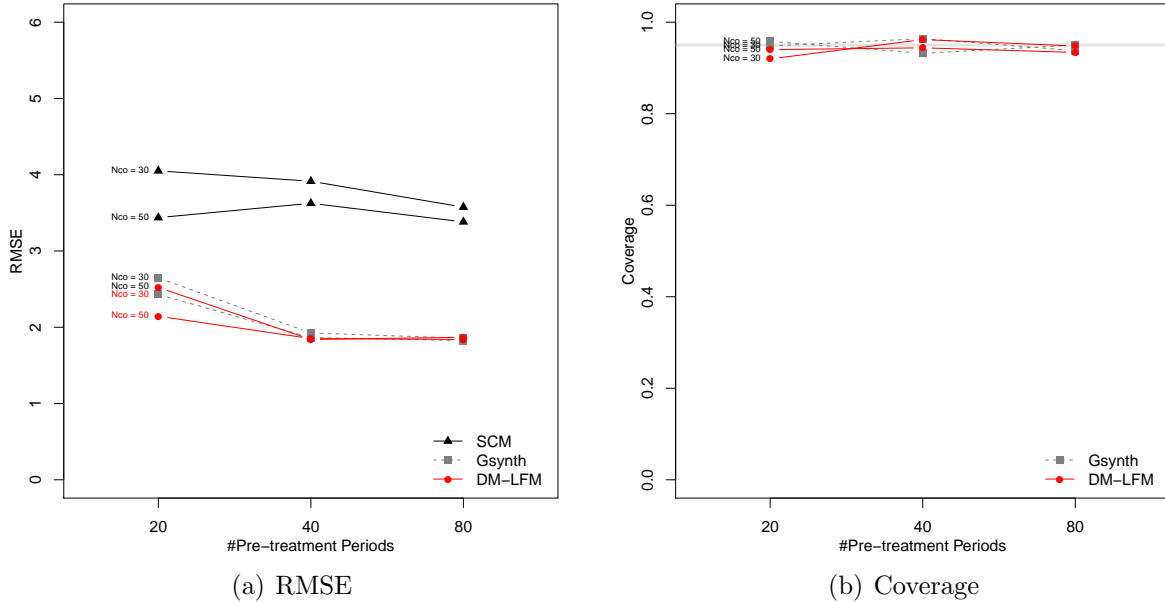 6
5
4
3
2
1
0
RMSE
Nco = 30
Nco = 50
Nco = 30
Nco = 50
Nco = 30
Nco = 50
SCM
Gsynth
DM−LFM
20
40
80
#Pre−treatment Periods
(a) RMSE
1.0
0.8
0.6
0.4
0.2
0.0
Coverage
Nco = 50
Nco = 30
Gsynth
DM−LFM
20
40
80
#Pre−treatment Periods
(b) Coverage